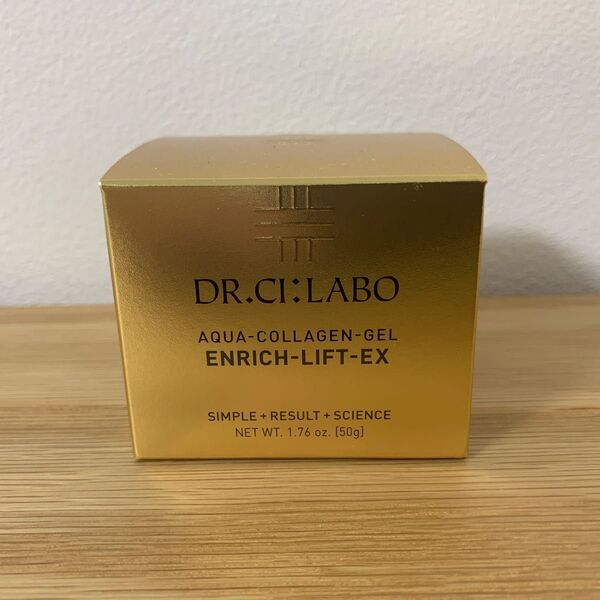 DR.CI:LABO
AQUA-COLLAGEN-GEL
ENRICH-LIFT-EX
SIMPLE + RESULT + SCIENCE
NET WT. 1.76 oz. [50g]